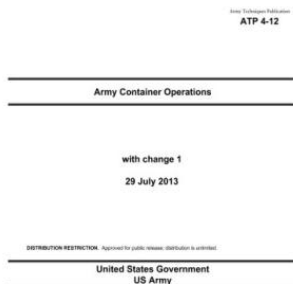 Army Techniques Publication
ATP 4-12
Army Container Operations
with change 1
29 July 2013
DISTRIBUTION RESTRICTION. Approved for public release; distribution is unlimited.
United States Government
US Army